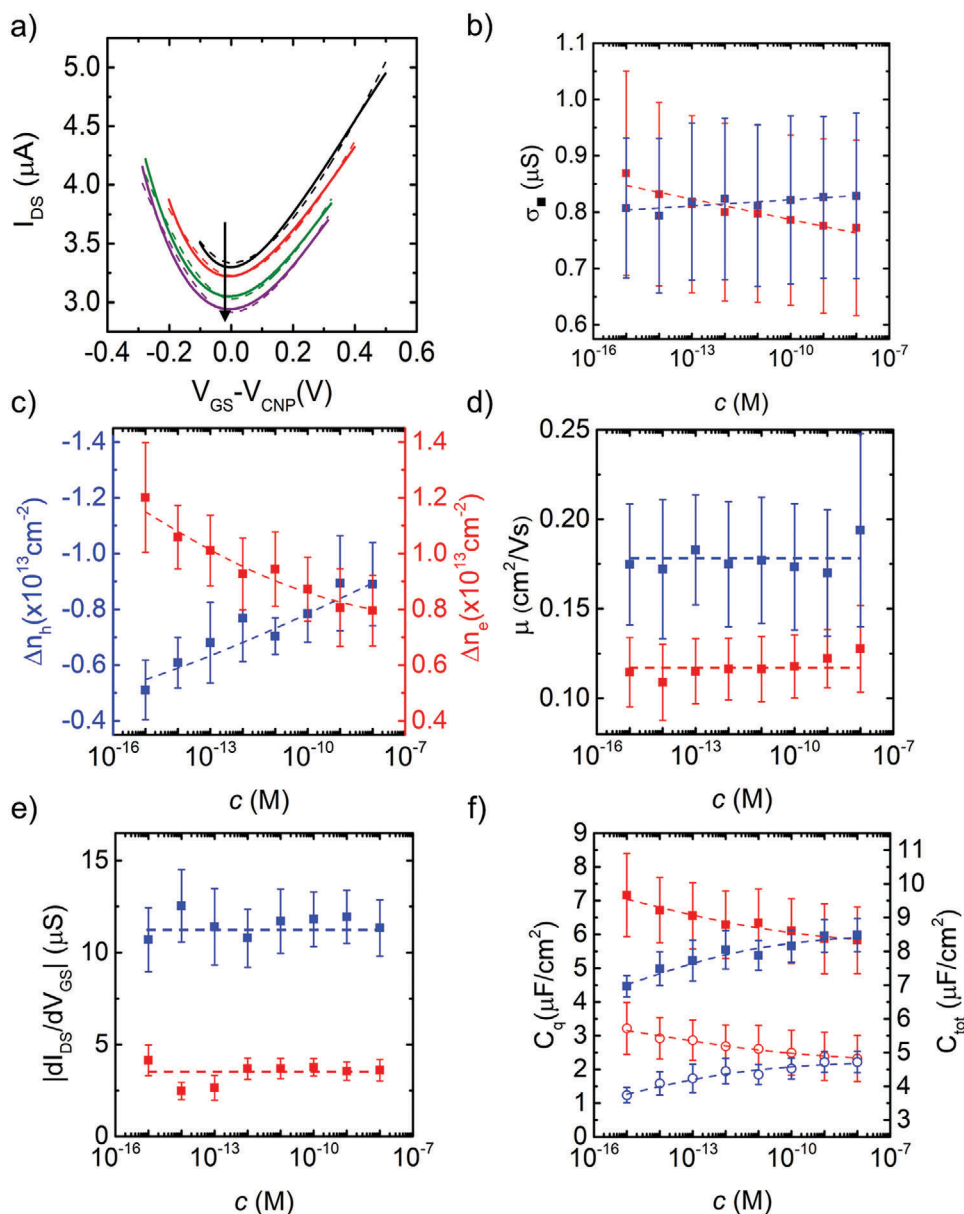 a)
5.0
4.5
4.0
3.5
3.0
I_DS (μA)
-0.4 -0.2 0.0 0.2 0.4 0.6
V_GS-V_CNP(V)
b)
1.1
1.0
0.9
0.8
0.7
0.6
σ_■ (μS)
10^-16 10^-13 10^-10 10^-7
c (M)
c)
-1.4
-1.2
-1.0
-0.8
-0.6
-0.4
Δn_h(x10^13cm^-2)
1.4
1.2
1.0
0.8
0.6
0.4
Δn_e(x10^13cm^-2)
10^-16 10^-13 10^-10 10^-7
c (M)
d)
0.25
0.20
0.15
0.10
μ (cm^2/Vs)
10^-16 10^-13 10^-10 10^-7
c (M)
e)
15
10
5
0
|dI_DS/dV_GS| (μS)
10^-16 10^-13 10^-10 10^-7
c (M)
f)
9
8
7
6
5
4
3
2
1
0
C_q(μF/cm^2)
11
10
9
8
7
6
5
4
3
C_tot (μF/cm^2)
10^-16 10^-13 10^-10 10^-7
c (M)